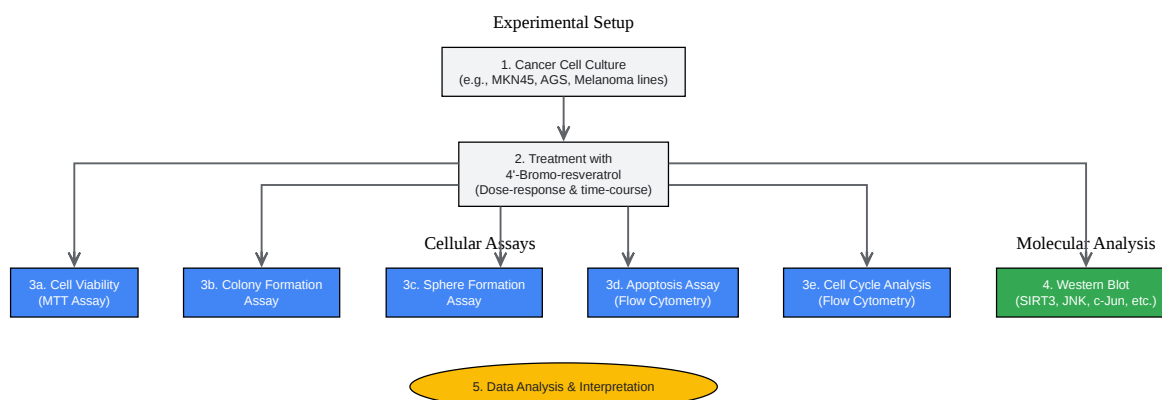 Experimental Setup
1. Cancer Cell Culture
(e.g., MKN45, AGS, Melanoma lines)
2. Treatment with
4'-Bromo-resveratrol
(Dose-response & time-course)
Cellular Assays
Molecular Analysis
3a. Cell Viability
(MTT Assay)
3b. Colony Formation
Assay
3c. Sphere Formation
Assay
3d. Apoptosis Assay
(Flow Cytometry)
3e. Cell Cycle Analysis
(Flow Cytometry)
4. Western Blot
(SIRT3, JNK, c-Jun, etc.)
5. Data Analysis & Interpretation